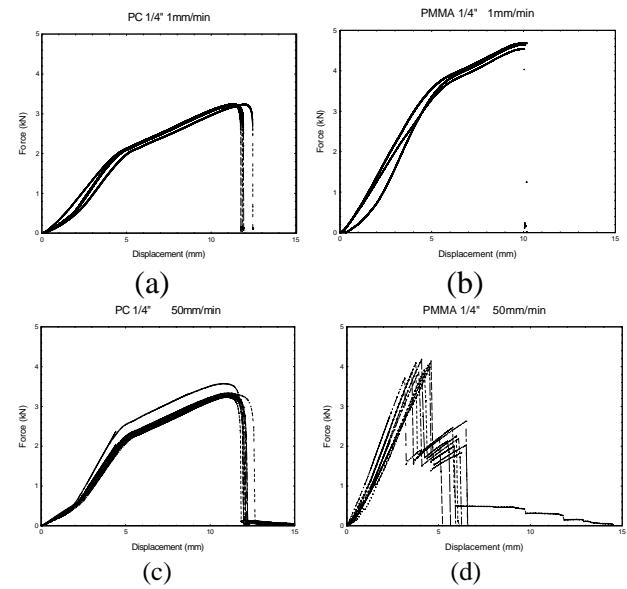 PC 1/4" 1mm/min
PMMA 1/4" 1mm/min
5
4
3
2
1
0
Force (kN)
0 5 10 15
Displacement (mm)
5
4
3
2
1
0
Force (kN)
0 5 10 15
Displacement (mm)
(a)
(b)
PC 1/4" 50mm/min
PMMA 1/4" 50mm/min
5
4
3
2
1
0
Force (kN)
0 5 10 15
Displacement (mm)
5
4
3
2
1
0
Force (kN)
0 5 10 15
Displacement (mm)
(c)
(d)